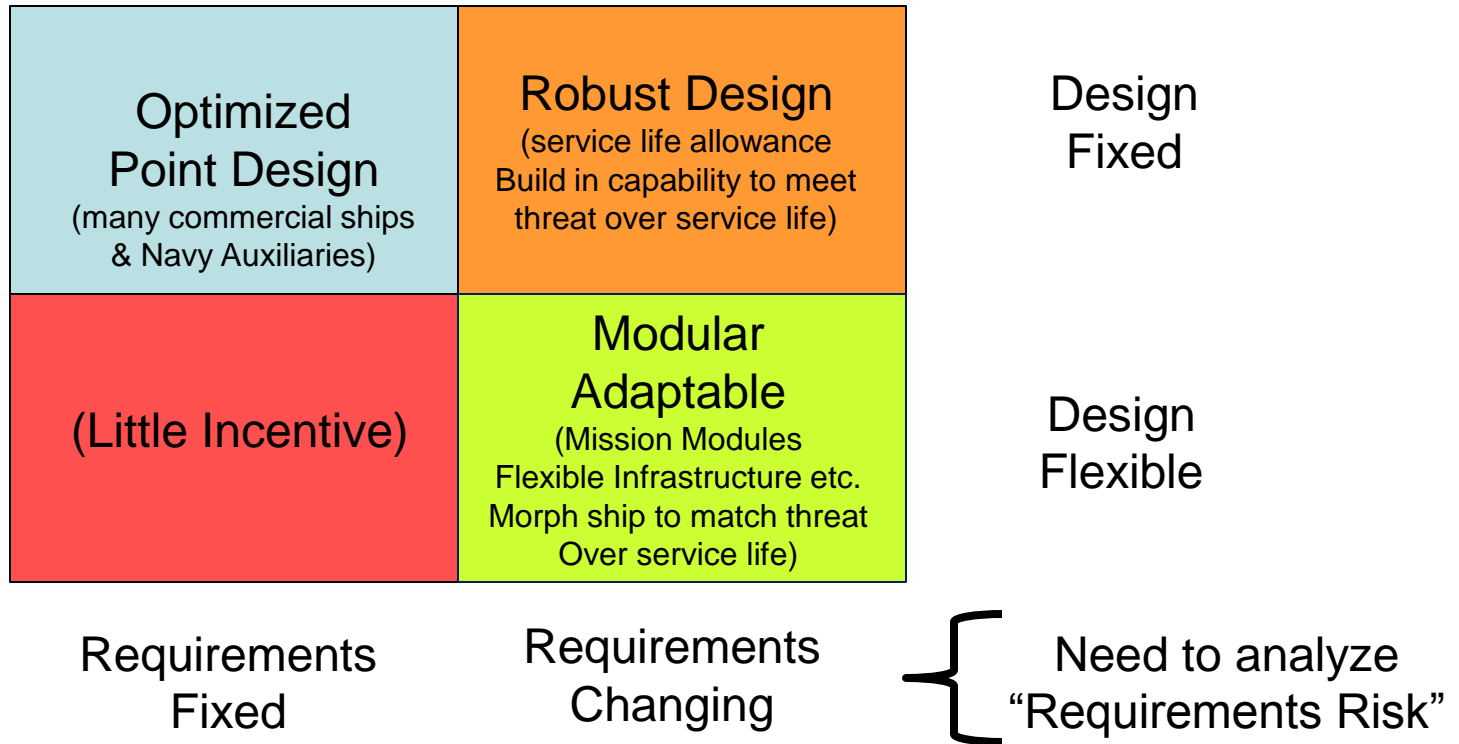 Optimized
Point Design
(many commercial ships
& Navy Auxiliaries)
Robust Design
(service life allowance
Build in capability to meet
threat over service life)
Design
Fixed
(Little Incentive)
Modular
Adaptable
(Mission Modules
Flexible Infrastructure etc.
Morph ship to match threat
Over service life)
Design
Flexible
Requirements
Fixed
Requirements
Changing
Need to analyze
“Requirements Risk”